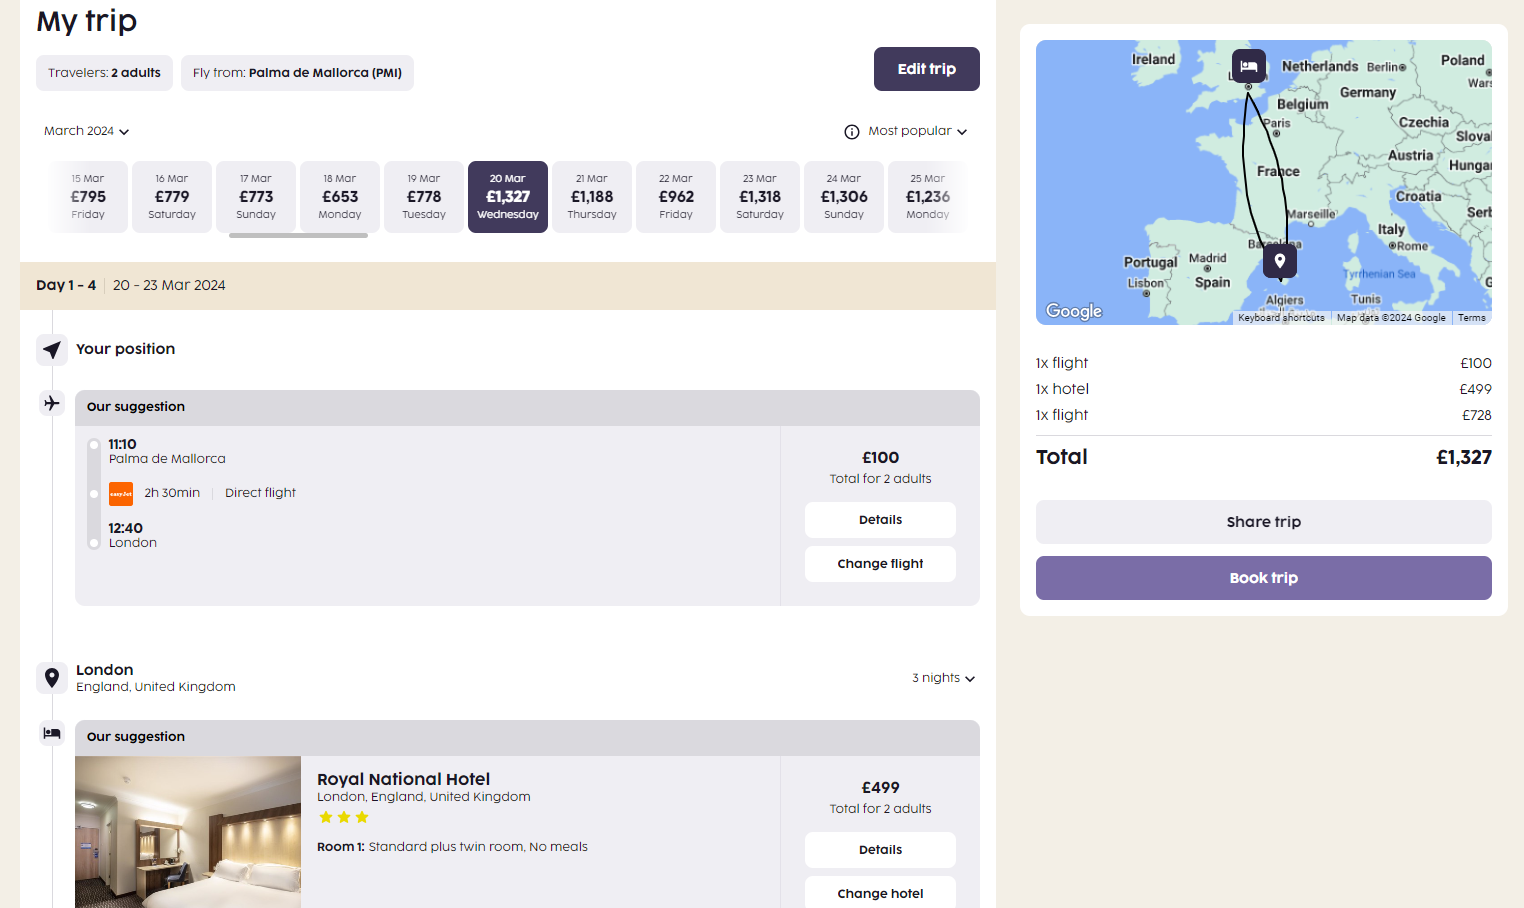 My trip
Travelers: 2 adults
Fly from: Palma de Mallorca (PMI)
Edit trip
March 2024
Most popular
15 Mar
£795
Friday
16 Mar
£779
Saturday
17 Mar
£773
Sunday
18 Mar
£653
Monday
19 Mar
£778
Tuesday
20 Mar
£1,327
Wednesday
21 Mar
£1,188
Thursday
22 Mar
£962
Friday
23 Mar
£1,318
Saturday
24 Mar
£1,306
Sunday
25 Mar
£1,236
Monday
Day 1 - 4
20 - 23 Mar 2024
Your position
Our suggestion
11:10
Palma de Mallorca
easyJet
2h 30min
Direct flight
12:40
London
£100
Total for 2 adults
Details
Change flight
London
England, United Kingdom
3 nights
Our suggestion
Royal National Hotel
London, England, United Kingdom
Room 1: Standard plus twin room, No meals
£499
Total for 2 adults
Details
Change hotel
Ireland
Netherlands
Berlin
Poland
Wars
Belgium
Germany
Paris
Czechia
Slova
Austria
Hunga
France
Croatia
Marseille
Serb
Italy
Barcelona
Rome
Portugal
Madrid
Lisbon
Spain
Tyrrhenian Sea
G
Algiers
Tunis
Google
Keyboard shortcuts
Map data ©2024 Google
Terms
1x flight
£100
1x hotel
£499
1x flight
£728
Total
£1,327
Share trip
Book trip